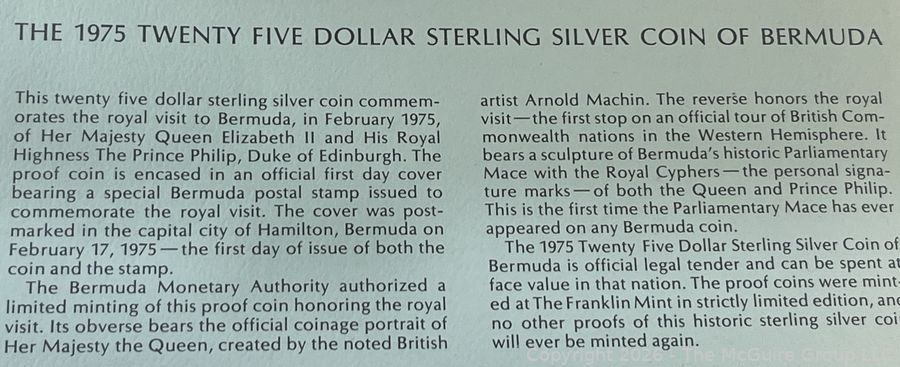 THE 1975 TWENTY FIVE DOLLAR STERLING SILVER COIN OF BERMUDA
This twenty five dollar sterling silver coin commem-
orates the royal visit to Bermuda, in February 1975,
of Her Majesty Queen Elizabeth II and His Royal
Highness The Prince Philip, Duke of Edinburgh. The
proof coin is encased in an official first day cover
bearing a special Bermuda postal stamp issued to
commemorate the royal visit. The cover was post-
marked in the capital city of Hamilton, Bermuda on
February 17, 1975—the first day of issue of both the
coin and the stamp.
The Bermuda Monetary Authority authorized a
limited minting of this proof coin honoring the royal
visit. Its obverse bears the official coinage portrait of
Her Majesty the Queen, created by the noted British
artist Arnold Machin. The reverse honors the royal
visit—the first stop on an official tour of British Com-
monwealth nations in the Western Hemisphere. It
bears a sculpture of Bermuda's historic Parliamentary
Mace with the Royal Cyphers—the personal signa-
ture marks—of both the Queen and Prince Philip.
This is the first time the Parliamentary Mace has ever
appeared on any Bermuda coin.
The 1975 Twenty Five Dollar Sterling Silver Coin of
Bermuda is official legal tender and can be spent at
face value in that nation. The proof coins were mint-
ed at The Franklin Mint in strictly limited edition, and
no other proofs of this historic sterling silver coi
will ever be minted again.
Copyright 2026 - The McGuire Group LLC